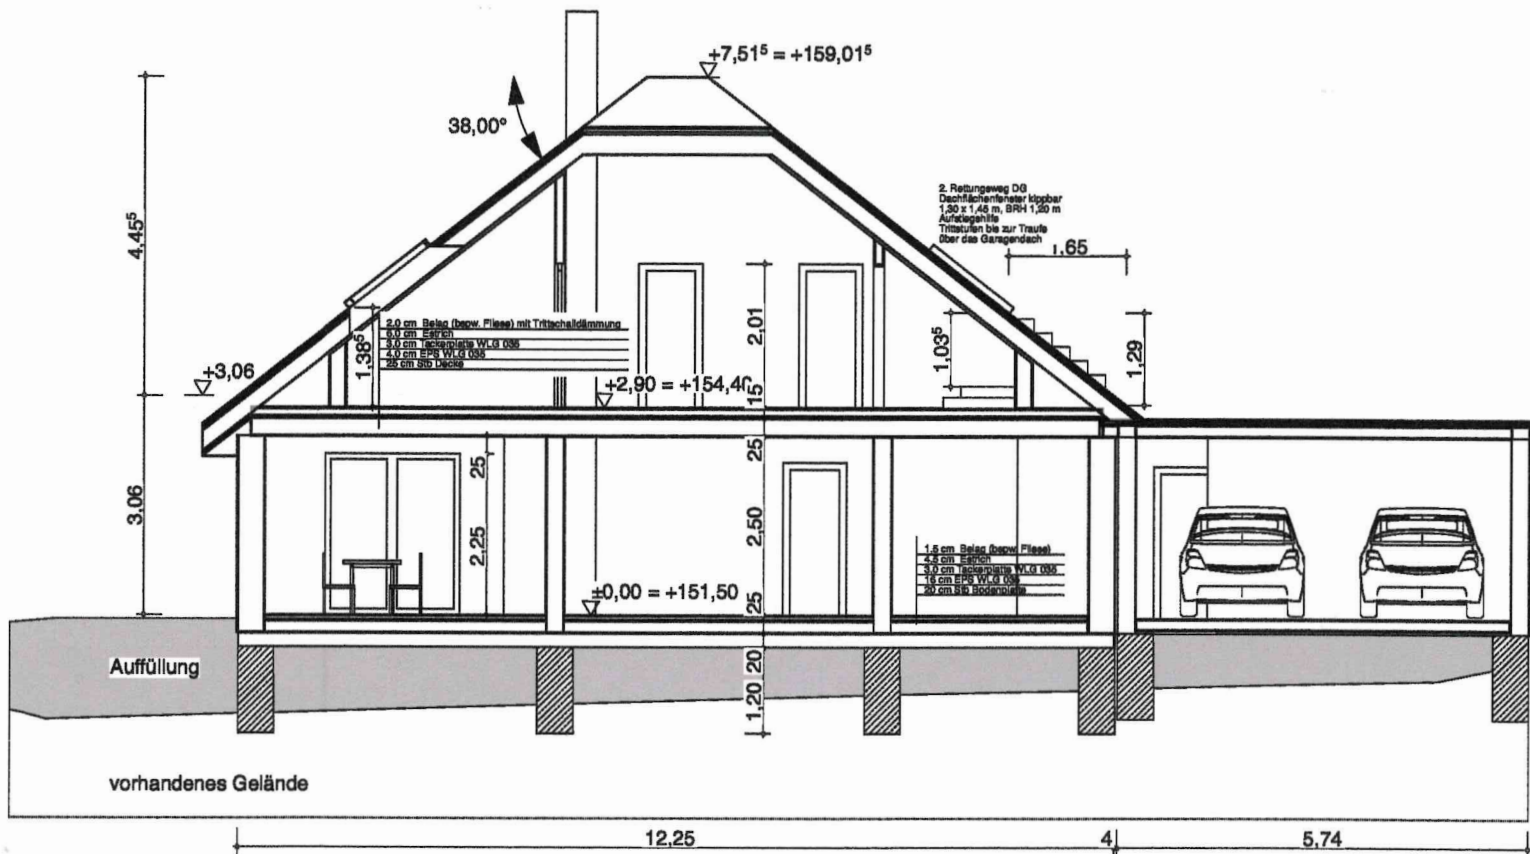 +7,51⁵ = +159,01⁵
38,00°
4,45⁵
2. Rettungsweg DG
Dachflächenfenster kippbar
1,30 x 1,45 m, BRH 1,20 m
Aufstiegshilfe
Trittstufen bis zur Traufe
über das Garagendach
1,65
2,0 cm Belag (bspw. Fliese) mit Trittschalldämmung
6,0 cm Estrich
3,0 cm Tackerplatte WLG 035
4,0 cm EPS WLG 035
25 cm Stb Decke
1,38⁵
2,01
1,03⁵
1,29
+3,06
+2,90 = +154,40
15
25
25
3,06
2,25
2,50
1,5 cm Belag (bspw. Fliese)
4,5 cm Estrich
3,0 cm Tackerplatte WLG 035
16 cm EPS WLG 035
20 cm Stb Bodenplatte
±0,00 = +151,50
25
Auffüllung
20
1,20
vorhandenes Gelände
12,25
4
5,74